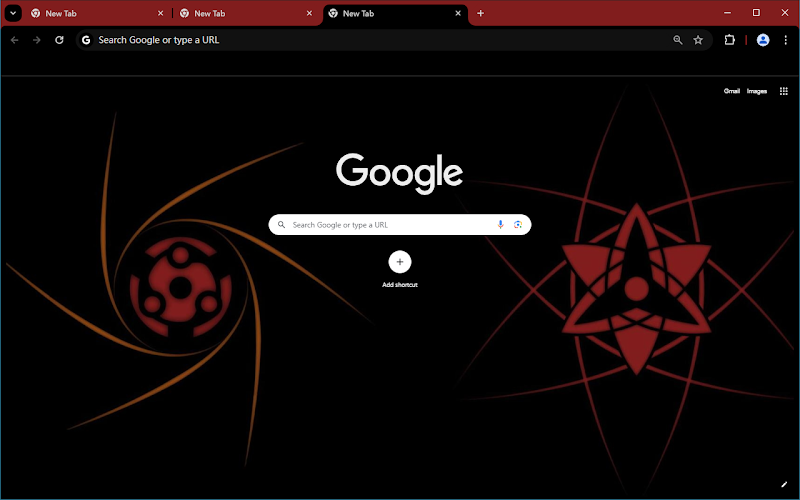 New Tab
New Tab
New Tab
Search Google or type a URL
Gmail Images
Google
Search Google or type a URL
Add shortcut